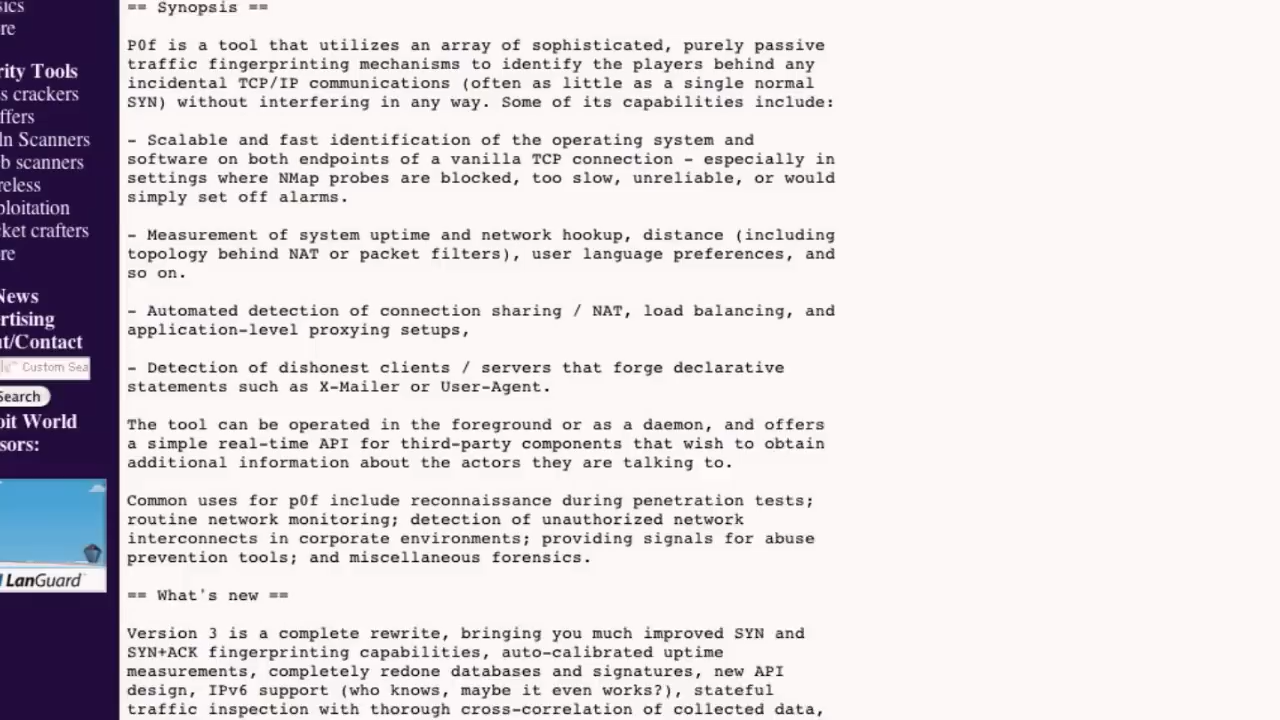 sics
re
rity Tools
s crackers
ffers
ln Scanners
b scanners
reless
ploitation
cket crafters
re
News
rtising
ut/Contact
Custom Sea
Search
oit World
sors:
LanGuard
== Synopsis ==
P0f is a tool that utilizes an array of sophisticated, purely passive
traffic fingerprinting mechanisms to identify the players behind any
incidental TCP/IP communications (often as little as a single normal
SYN) without interfering in any way. Some of its capabilities include:
- Scalable and fast identification of the operating system and
software on both endpoints of a vanilla TCP connection - especially in
settings where NMap probes are blocked, too slow, unreliable, or would
simply set off alarms.
- Measurement of system uptime and network hookup, distance (including
topology behind NAT or packet filters), user language preferences, and
so on.
- Automated detection of connection sharing / NAT, load balancing, and
application-level proxying setups,
- Detection of dishonest clients / servers that forge declarative
statements such as X-Mailer or User-Agent.
The tool can be operated in the foreground or as a daemon, and offers
a simple real-time API for third-party components that wish to obtain
additional information about the actors they are talking to.
Common uses for p0f include reconnaissance during penetration tests;
routine network monitoring; detection of unauthorized network
interconnects in corporate environments; providing signals for abuse
prevention tools; and miscellaneous forensics.
== What's new ==
Version 3 is a complete rewrite, bringing you much improved SYN and
SYN+ACK fingerprinting capabilities, auto-calibrated uptime
measurements, completely redone databases and signatures, new API
design, IPv6 support (who knows, maybe it even works?), stateful
traffic inspection with thorough cross-correlation of collected data,